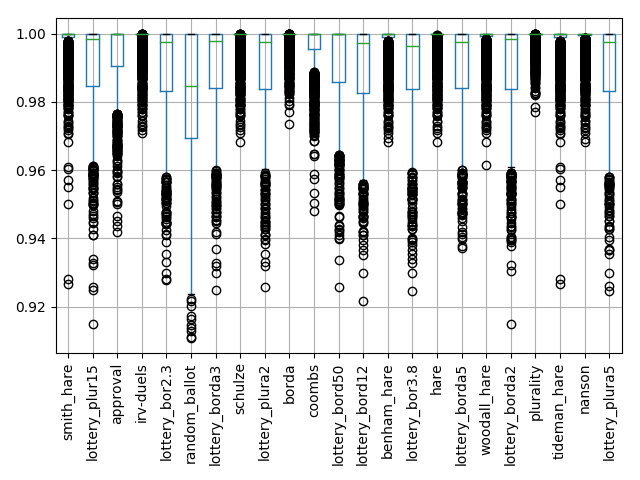 1.00
0.98
0.96
0.94
0.92
smith_hare
lottery_plur15
approval
irv-duels
lottery_bor2.3
random_ballot
lottery_borda3
schulze
lottery_plura2
borda
coombs
lottery_bord50
lottery_bord12
benham_hare
lottery_bor3.8
hare
lottery_borda5
woodall_hare
lottery_borda2
plurality
tideman_hare
nanson
lottery_plura5